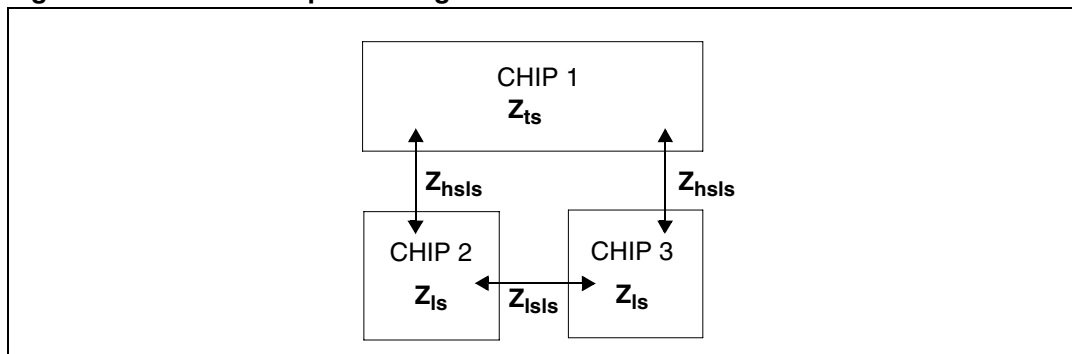 CHIP 1
Zts
Zhsls Zhsls
CHIP 2 CHIP 3
Zls Zlsls Zls